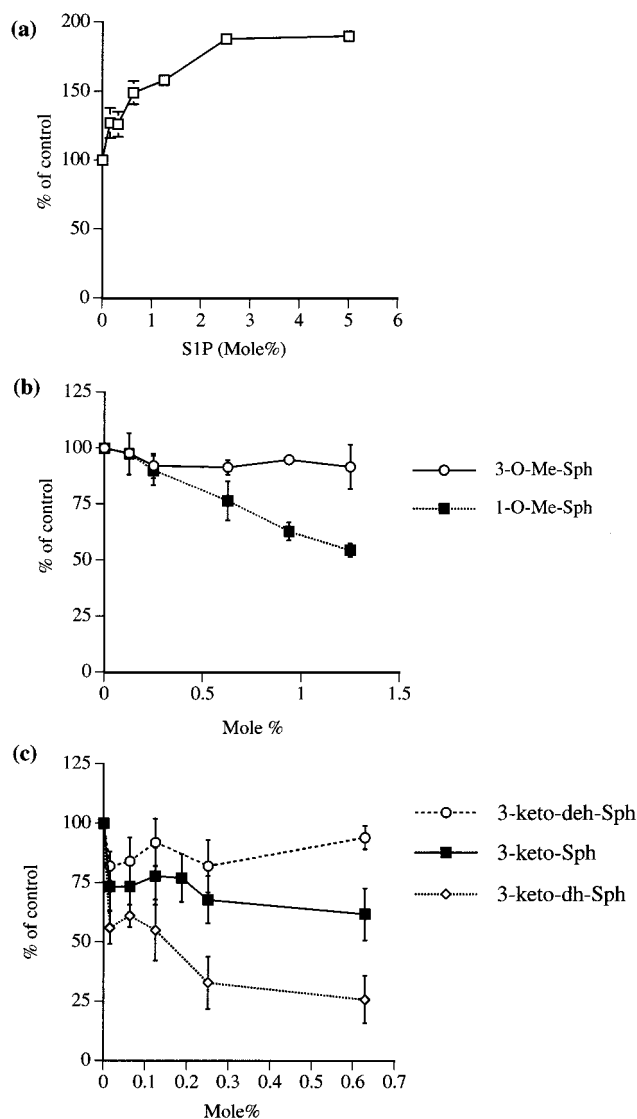 (a)
200
150
100
50
0
% of control
0 1 2 3 4 5 6
S1P (Mole%)
(b)
125
100
75
50
25
0
% of control
3-O-Me-Sph
1-O-Me-Sph
0 0.5 1 1.5
Mole %
(c)
125
100
75
50
25
0
% of control
3-keto-deh-Sph
3-keto-Sph
3-keto-dh-Sph
0 0.1 0.2 0.3 0.4 0.5 0.6 0.7
Mole%